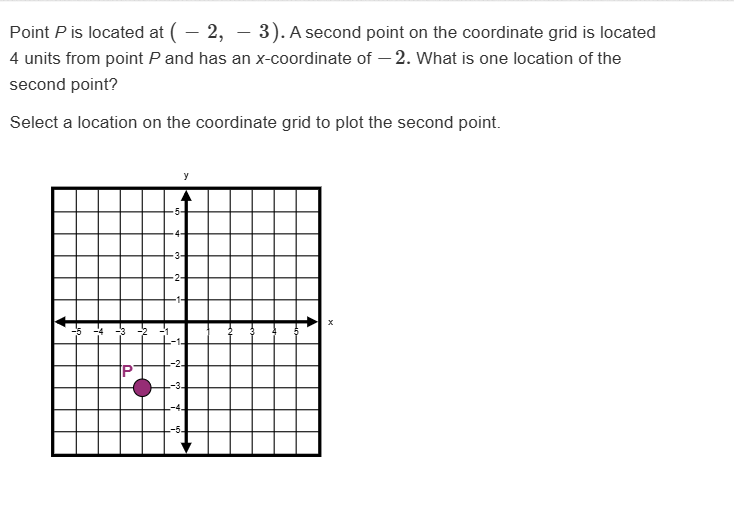 Point P is located at ( − 2, − 3). A second point on the coordinate grid is located
4 units from point P and has an x-coordinate of − 2. What is one location of the
second point?
Select a location on the coordinate grid to plot the second point.
y
5
4
3
2
1
x
−5 −4 −3 −2 −1 1 2 3 4 5
−1
−2
P
−3
−4
−5